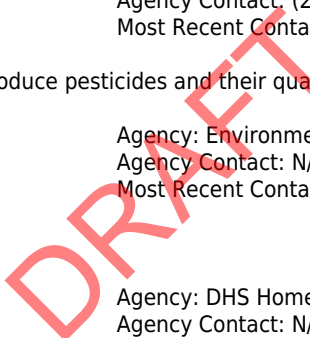 Agency Contact: (2
Most Recent Conta
oduce pesticides and their qua
Agency: Environme
Agency Contact: N/
Most Recent Conta
DRAFT
Agency: DHS Home
Agency Contact: N/